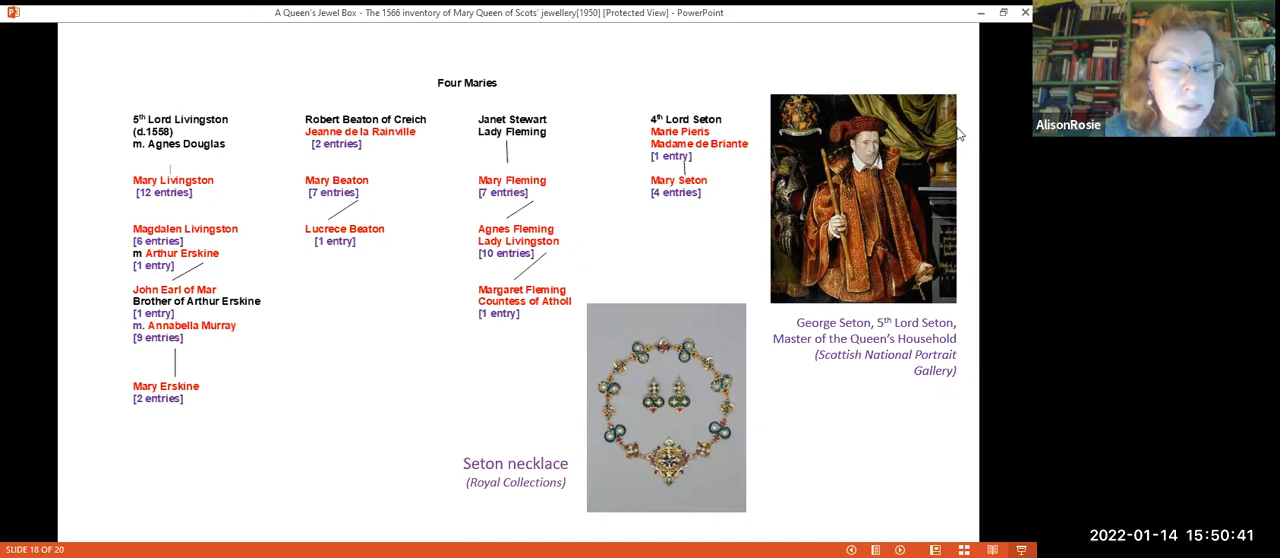 A Queen's Jewel Box - The 1566 inventory of Mary Queen of Scots' jewellery[1950] [Protected View] - PowerPoint
Four Maries
5th Lord Livingston
(d.1558)
m. Agnes Douglas
Mary Livingston
[12 entries]
Magdalen Livingston
[6 entries]
m Arthur Erskine
[1 entry]
John Earl of Mar
Brother of Arthur Erskine
[1 entry]
m. Annabella Murray
[9 entries]
Mary Erskine
[2 entries]
Robert Beaton of Creich
Jeanne de la Rainville
[2 entries]
Mary Beaton
[7 entries]
Lucrece Beaton
[1 entry]
Janet Stewart
Lady Fleming
Mary Fleming
[7 entries]
Agnes Fleming
Lady Livingston
[10 entries]
Margaret Fleming
Countess of Atholl
[1 entry]
4th Lord Seton
Marie Pieris
Madame de Briante
[1 entry]
Mary Seton
[4 entries]
George Seton, 5th Lord Seton,
Master of the Queen's Household
(Scottish National Portrait
Gallery)
Seton necklace
(Royal Collections)
AlisonRosie
SLIDE 18 OF 20
2022-01-14 15:50:41